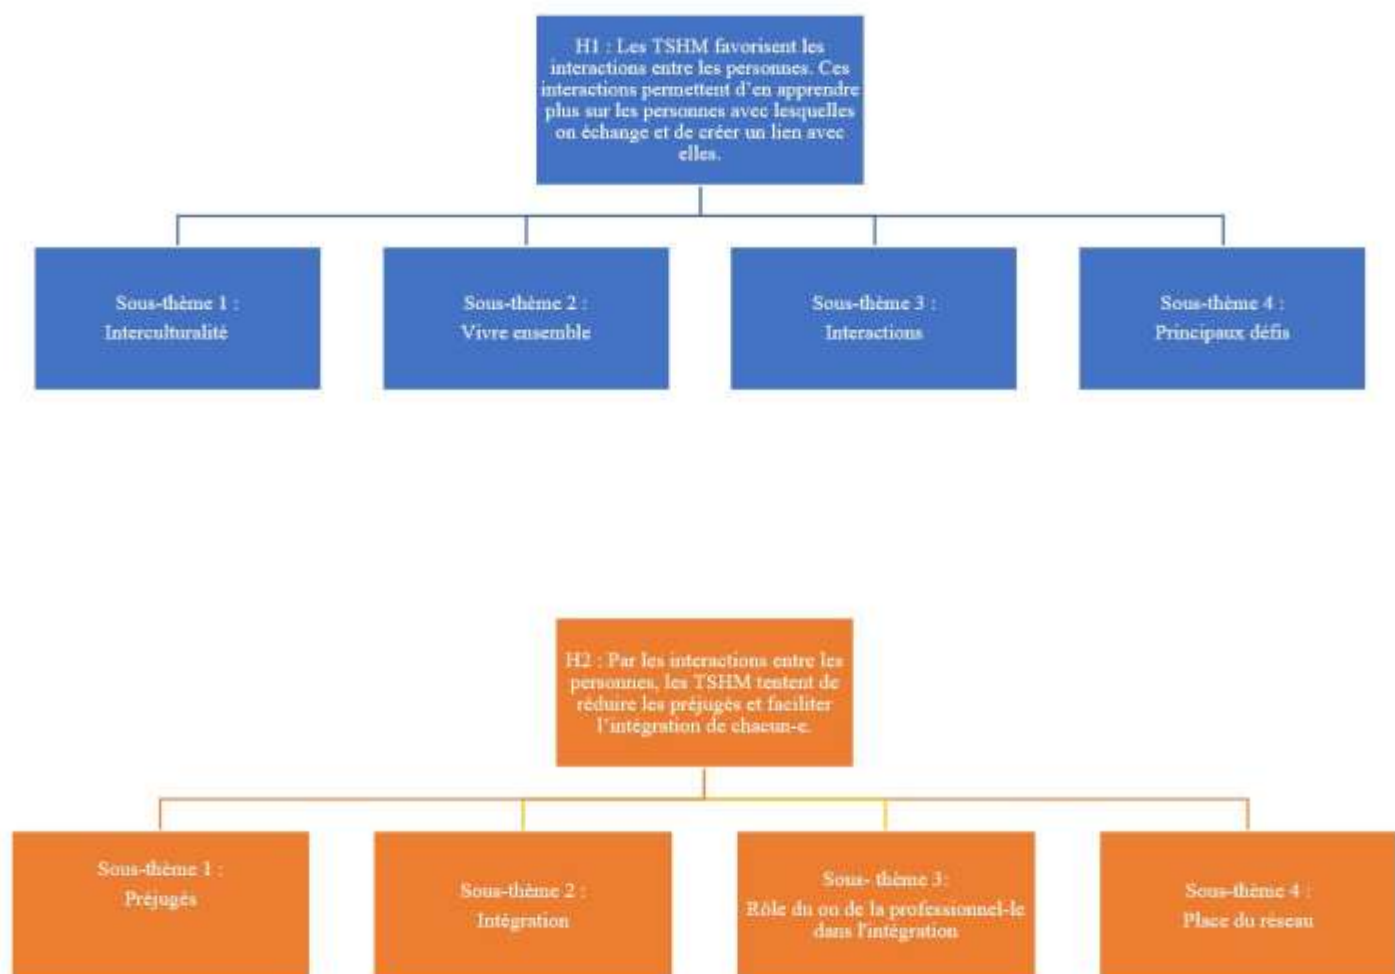 H1 : Les TSHM favorisent les
interactions entre les personnes. Ces
interactions permettent d'en apprendre
plus sur les personnes avec lesquelles
on échange et de créer un lien avec
elles.
Sous-thème 1 :
Interculturalité
Sous-thème 2 :
Vivre ensemble
Sous-thème 3 :
Interactions
Sous-thème 4 :
Principaux défis
H2 : Par les interactions entre les
personnes, les TSHM tentent de
réduire les préjugés et faciliter
l'intégration de chacun-e.
Sous-thème 1 :
Préjugés
Sous-thème 2 :
Intégration
Sous- thème 3:
Rôle du ou de la professionnel-le
dans l'intégration
Sous-thème 4 :
Place du réseau